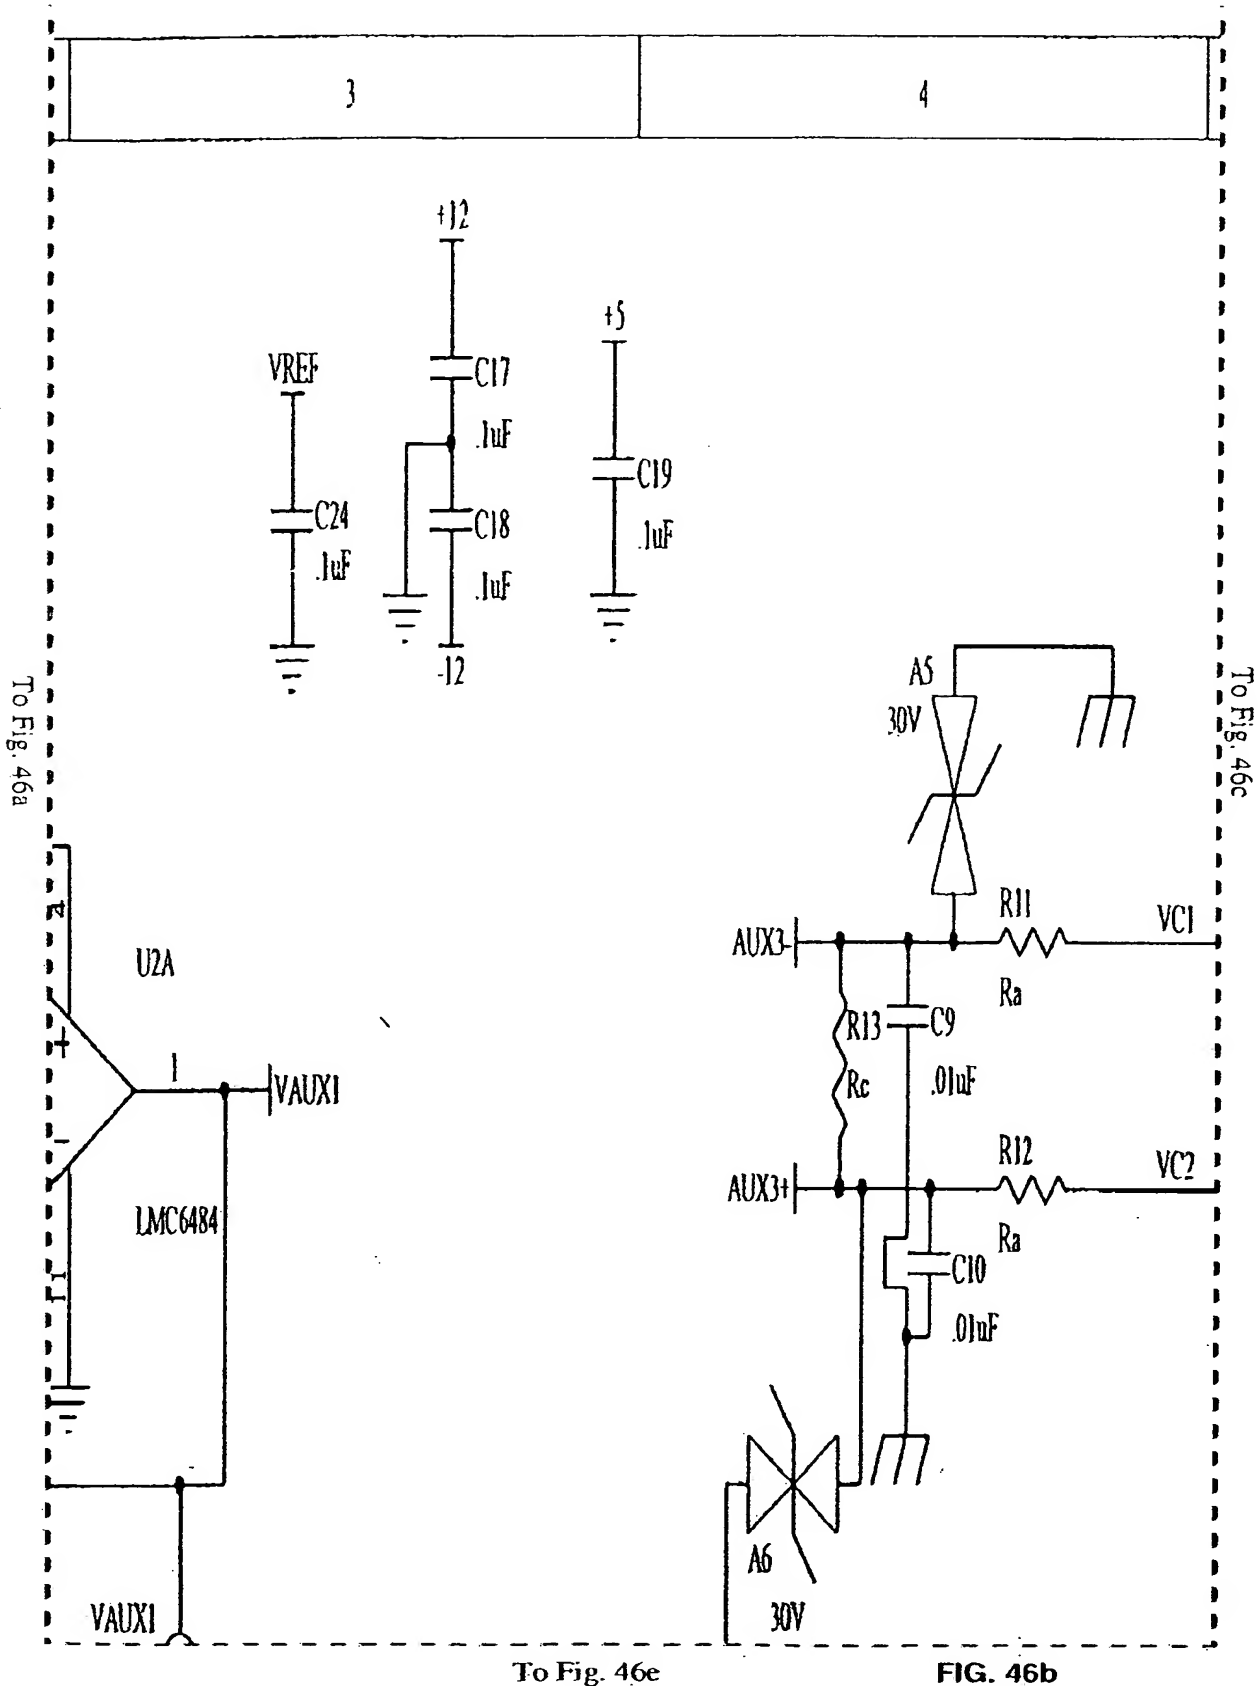 3
4
+12
+5
VREF
C17
.1uF
C19
C24
C18
.1uF
.1uF
.1uF
-12
A5
30V
To Fig. 46a
To Fig. 46c
4
R11
VC1
AUX3-
U2A
Ra
+
R13
C9
1
VAUX1
Rc
.01uF
R12
VC2
AUX3+
LMC6484
Ra
C10
11
.01uF
A6
VAUX1
30V
To Fig. 46e
FIG. 46b